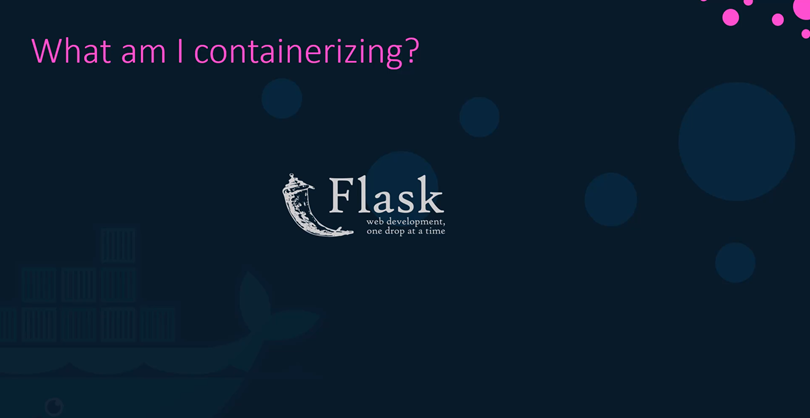 What am I containerizing?
Flask
web development,
one drop at a time